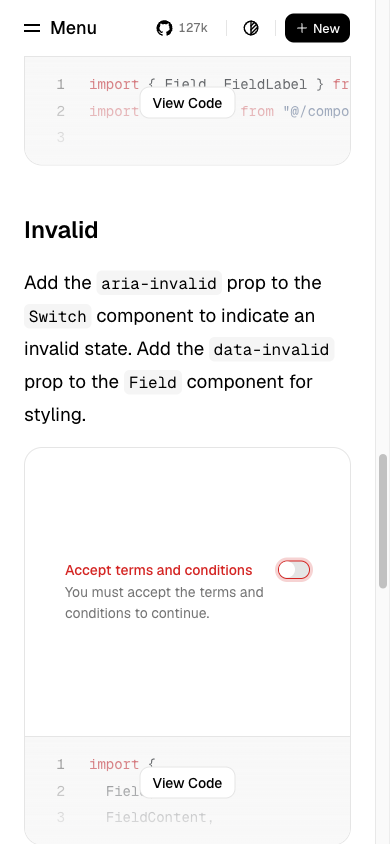 Menu
127k
New
1 import { Field, FieldLabel } fr
View Code
2 import from "@/compo
3
Invalid
Add the aria-invalid prop to the
Switch component to indicate an
invalid state. Add the data-invalid
prop to the Field component for
styling.
Accept terms and conditions
You must accept the terms and
conditions to continue.
1 import {
View Code
2 Fiel
3 FieldContent,